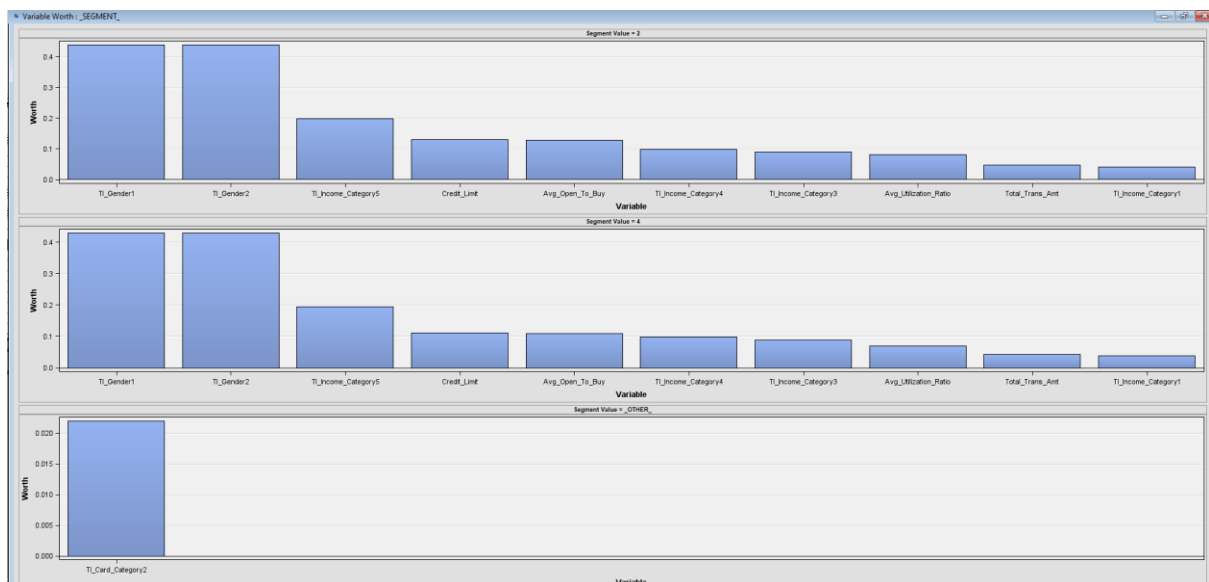 Variable Worth : _SEGMENT_
Segment Value = 2
0.4
0.3
0.2
0.1
0.0
Worth
TI_Gender1 TI_Gender2 TI_Income_Category5 Credit_Limit Avg_Open_To_Buy TI_Income_Category4 TI_Income_Category3 Avg_Utilization_Ratio Total_Trans_Amt TI_Income_Category1
Variable
Segment Value = 4
0.4
0.3
0.2
0.1
0.0
Worth
TI_Gender1 TI_Gender2 TI_Income_Category5 Credit_Limit Avg_Open_To_Buy TI_Income_Category4 TI_Income_Category3 Avg_Utilization_Ratio Total_Trans_Amt TI_Income_Category1
Variable
Segment Value = _OTHER_
0.020
0.015
0.010
0.005
0.000
Worth
TI_Card_Category2
Variable